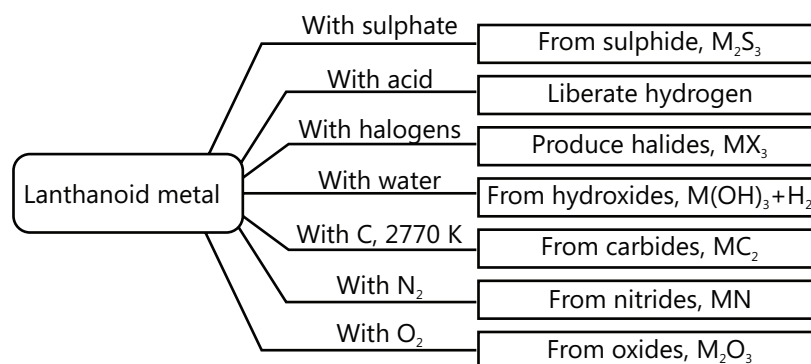 With sulphate
From sulphide, M₂S₃
With acid
Liberate hydrogen
With halogens
Produce halides, MX₃
Lanthanoid metal
With water
From hydroxides, M(OH)₃+H₂
With C, 2770 K
From carbides, MC₂
With N₂
From nitrides, MN
With O₂
From oxides, M₂O₃